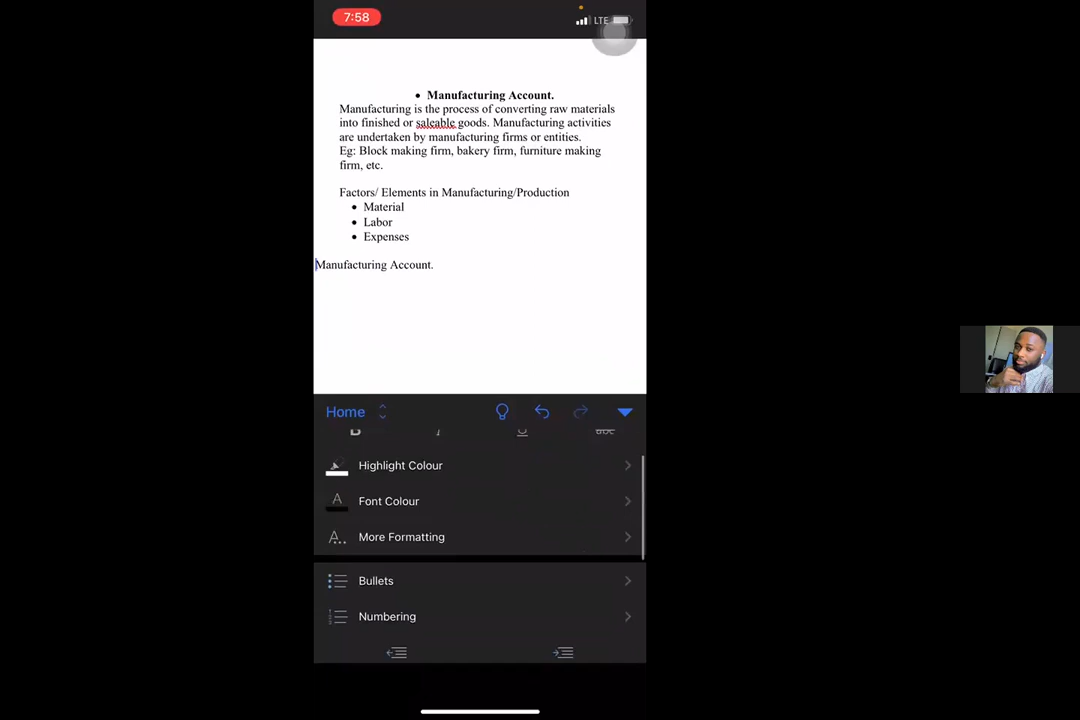 7:58
LTE
• Manufacturing Account.
Manufacturing is the process of converting raw materials
into finished or saleable goods. Manufacturing activities
are undertaken by manufacturing firms or entities.
Eg: Block making firm, bakery firm, furniture making
firm, etc.
Factors/ Elements in Manufacturing/Production
• Material
• Labor
• Expenses
Manufacturing Account.
Home
B I U abc
Highlight Colour
A Font Colour
A.. More Formatting
Bullets
Numbering